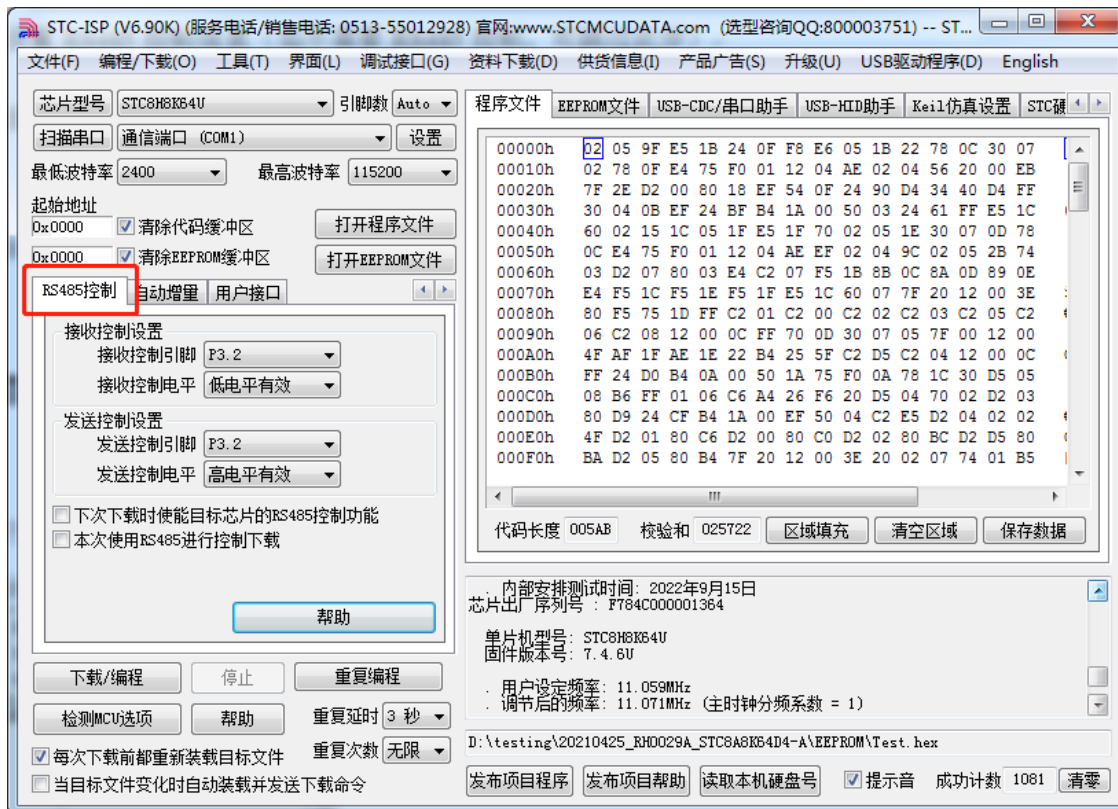 STC-ISP (V6.90K) (服务电话/销售电话: 0513-55012928) 官网:www.STCMCUDATA.com (选型咨询QQ:800003751) -- ST...
文件(F) 编程/下载(O) 工具(T) 界面(L) 调试接口(G) 资料下载(D) 供货信息(I) 产品广告(S) 升级(U) USB驱动程序(D) English
芯片型号 STC8H8K64U 引脚数 Auto
扫描串口 通信端口 (COM1) 设置
最低波特率 2400 最高波特率 115200
起始地址
0x0000 清除代码缓冲区 打开程序文件
0x0000 清除EEPROM缓冲区 打开EEPROM文件
RS485控制 自动增量 用户接口
接收控制设置
接收控制引脚 P3.2
接收控制电平 低电平有效
发送控制设置
发送控制引脚 P3.2
发送控制电平 高电平有效
下次下载时使能目标芯片的RS485控制功能
本次使用RS485进行控制下载
帮助
下载/编程 停止 重复编程
检测MCU选项 帮助 重复延时 3 秒
每次下载前都重新装载目标文件 重复次数 无限
当目标文件变化时自动装载并发送下载命令
程序文件 EEPROM文件 USB-CDC/串口助手 USB-HID助手 Keil仿真设置 STC硬
00000h 02 05 9F E5 1B 24 0F F8 E6 05 1B 22 78 0C 30 07
00010h 02 78 0F E4 75 F0 01 12 04 AE 02 04 56 20 00 EB
00020h 7F 2E D2 00 80 18 EF 54 0F 24 90 D4 34 40 D4 FF
00030h 30 04 0B EF 24 BF B4 1A 00 50 03 24 61 FF E5 1C
00040h 60 02 15 1C 05 1F E5 1F 70 02 05 1E 30 07 0D 78
00050h 0C E4 75 F0 01 12 04 AE EF 02 04 9C 02 05 2B 74
00060h 03 D2 07 80 03 E4 C2 07 F5 1B 8B 0C 8A 0D 89 0E
00070h E4 F5 1C F5 1E F5 1F E5 1C 60 07 7F 20 12 00 3E
00080h 80 F5 75 1D FF C2 01 C2 00 C2 02 C2 03 C2 05 C2
00090h 06 C2 08 12 00 0C FF 70 0D 30 07 05 7F 00 12 00
000A0h 4F AF 1F AE 1E 22 B4 25 5F C2 D5 C2 04 12 00 0C
000B0h FF 24 D0 B4 0A 00 50 1A 75 F0 0A 78 1C 30 D5 05
000C0h 08 B6 FF 01 06 C6 A4 26 F6 20 D5 04 70 02 D2 03
000D0h 80 D9 24 CF B4 1A 00 EF 50 04 C2 E5 D2 04 02 02
000E0h 4F D2 01 80 C6 D2 00 80 C0 D2 02 80 BC D2 D5 80
000F0h BA D2 05 80 B4 7F 20 12 00 3E 20 02 07 74 01 B5
代码长度 005AB 校验和 025722 区域填充 清空区域 保存数据
. 内部安排测试时间: 2022年9月15日
芯片出厂序列号 : F784C000001364
单片机型号: STC8H8K64U
固件版本号: 7.4.6U
. 用户设定频率: 11.059MHz
. 调节后的频率: 11.071MHz (主时钟分频系数 = 1)
D:\testing\20210425_RH0029A_STC8A8K64D4-A\EEPROM\Test.hex
发布项目程序 发布项目帮助 读取本机硬盘号 提示音 成功计数 1081 清零